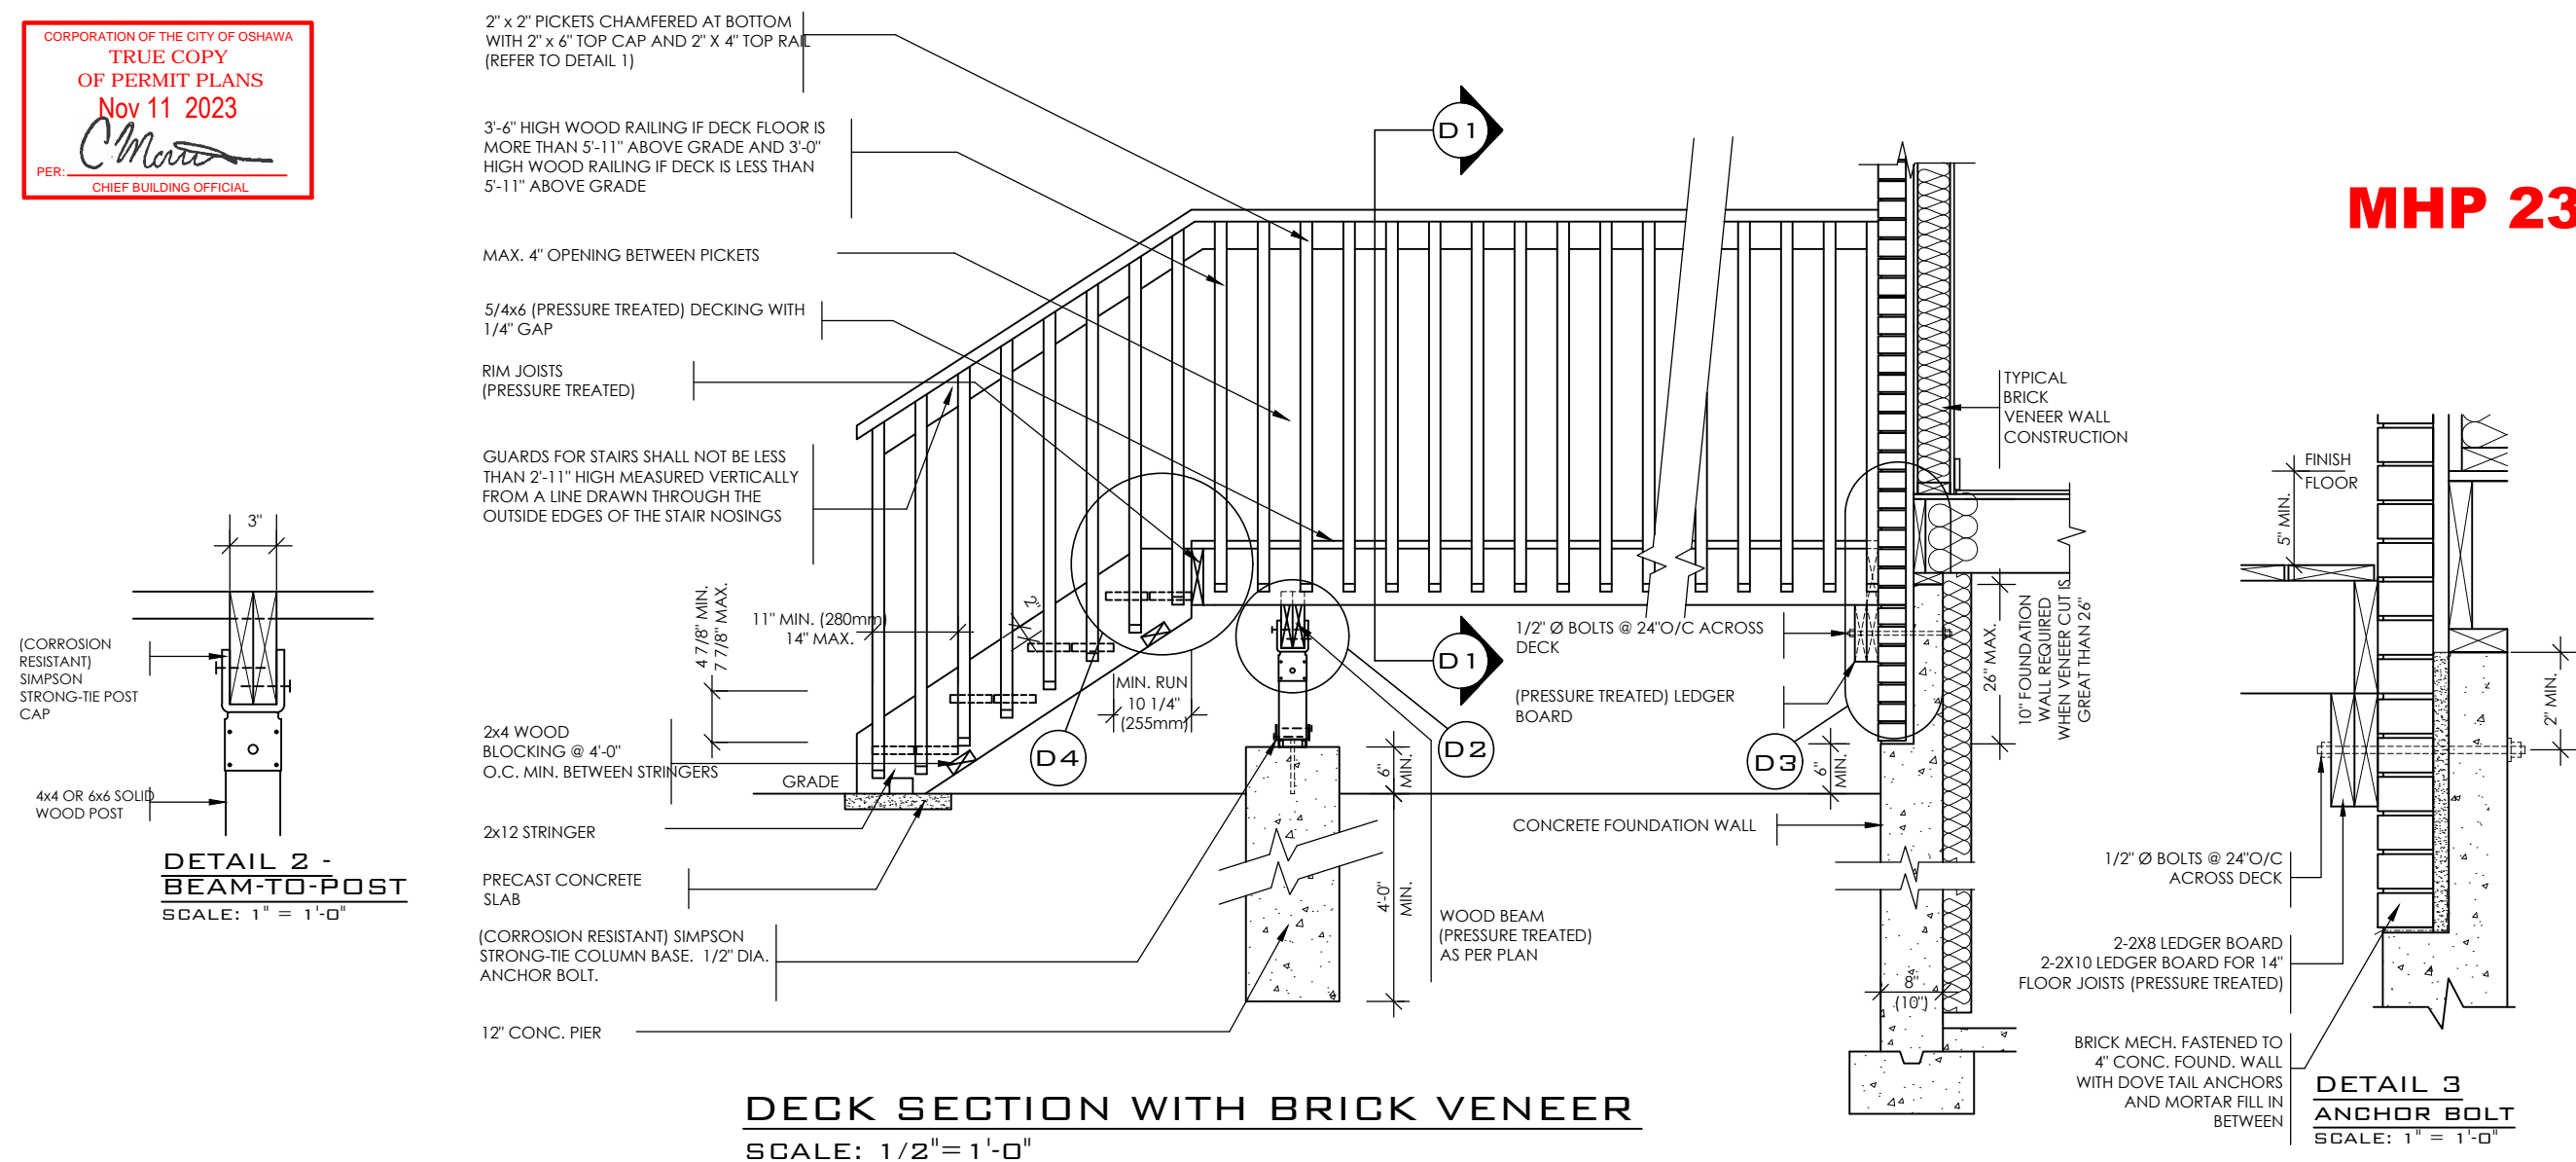 CORPORATION OF THE CITY OF OSHAWA
TRUE COPY
OF PERMIT PLANS
Nov 11 2023
PER:
CHIEF BUILDING OFFICIAL
MHP 23
2" x 2" PICKETS CHAMFERED AT BOTTOM
WITH 2" x 6" TOP CAP AND 2" X 4" TOP RAIL
(REFER TO DETAIL 1)
3'-6" HIGH WOOD RAILING IF DECK FLOOR IS
MORE THAN 5'-11" ABOVE GRADE AND 3'-0"
HIGH WOOD RAILING IF DECK IS LESS THAN
5'-11" ABOVE GRADE
MAX. 4" OPENING BETWEEN PICKETS
5/4x6 (PRESSURE TREATED) DECKING WITH
1/4" GAP
RIM JOISTS
(PRESSURE TREATED)
GUARDS FOR STAIRS SHALL NOT BE LESS
THAN 2'-11" HIGH MEASURED VERTICALLY
FROM A LINE DRAWN THROUGH THE
OUTSIDE EDGES OF THE STAIR NOSINGS
4 7/8" MIN.
7 7/8" MAX.
11" MIN. (280mm)
14" MAX.
2"
MIN. RUN
10 1/4"
(255mm)
2x4 WOOD
BLOCKING @ 4'-0"
O.C. MIN. BETWEEN STRINGERS
GRADE
2x12 STRINGER
PRECAST CONCRETE
SLAB
(CORROSION RESISTANT) SIMPSON
STRONG-TIE COLUMN BASE. 1/2" DIA.
ANCHOR BOLT.
12" CONC. PIER
D1
D1
D2
D3
D4
6"
MIN.
4'-0"
MIN.
WOOD BEAM
(PRESSURE TREATED)
AS PER PLAN
1/2" Ø BOLTS @ 24"O/C ACROSS
DECK
(PRESSURE TREATED) LEDGER
BOARD
6"
MIN.
CONCRETE FOUNDATION WALL
8"
(10")
TYPICAL
BRICK
VENEER WALL
CONSTRUCTION
26" MAX.
10" FOUNDATION
WALL REQUIRED
WHEN VENEER CUT IS
GREAT THAN 26"
DECK SECTION WITH BRICK VENEER
SCALE: 1/2"=1'-0"
3"
(CORROSION
RESISTANT)
SIMPSON
STRONG-TIE POST
CAP
4x4 OR 6x6 SOLID
WOOD POST
DETAIL 2 -
BEAM-TO-POST
SCALE: 1" = 1'-0"
FINISH
FLOOR
5" MIN.
2" MIN.
1/2" Ø BOLTS @ 24"O/C
ACROSS DECK
2-2X8 LEDGER BOARD
2-2X10 LEDGER BOARD FOR 14"
FLOOR JOISTS (PRESSURE TREATED)
BRICK MECH. FASTENED TO
4" CONC. FOUND. WALL
WITH DOVE TAIL ANCHORS
AND MORTAR FILL IN
BETWEEN
DETAIL 3
ANCHOR BOLT
SCALE: 1" = 1'-0"